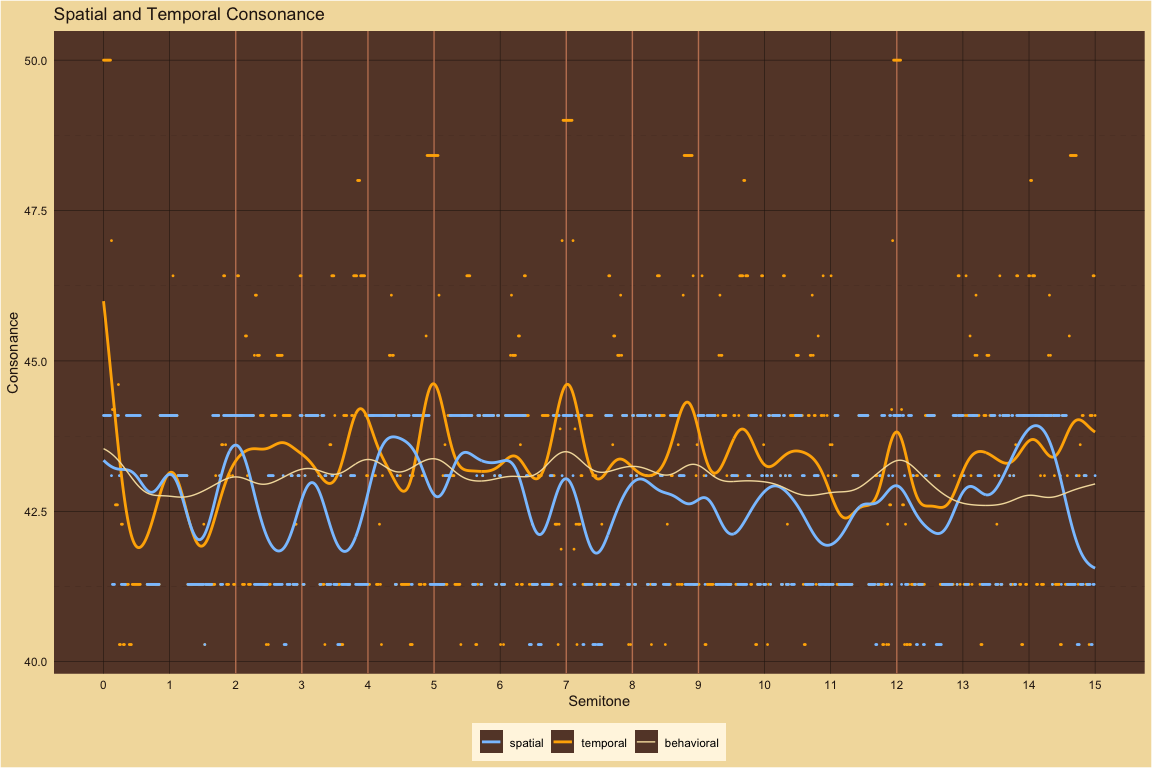 Spatial and Temporal Consonance
Consonance
50.0
47.5
45.0
42.5
40.0
0 1 2 3 4 5 6 7 8 9 10 11 12 13 14 15
Semitone
spatial temporal behavioral